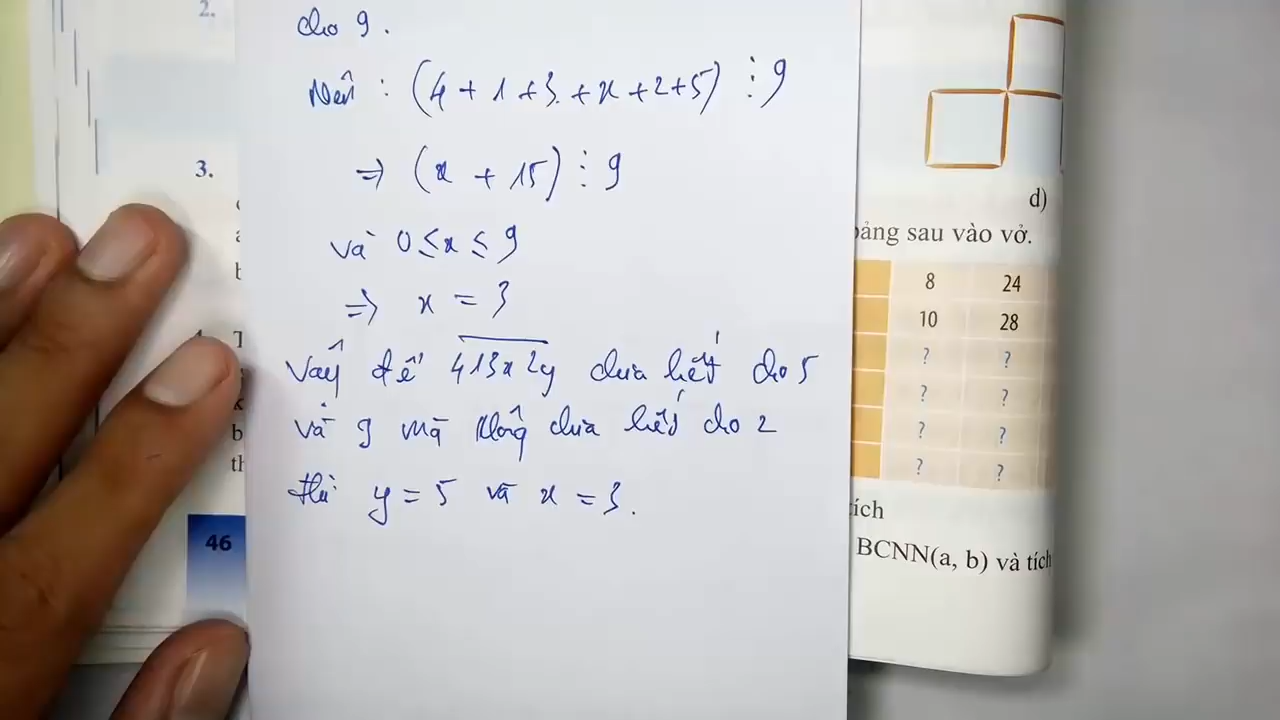 2.
cho 9.
Nên : (4 + 1 + 3 + x + 2 + 5) ⋮ 9
3.
=> (x + 15) ⋮ 9
và 0 ≤ x ≤ 9
=> x = 3
Vậy để 413x2y chia hết cho 5
và 9 mà không chia hết cho 2
thì y = 5 và x = 3.
46
d)
bảng sau vào vở.
8 24
10 28
? ?
? ?
? ?
? ?
tích
BCNN(a, b) và tích